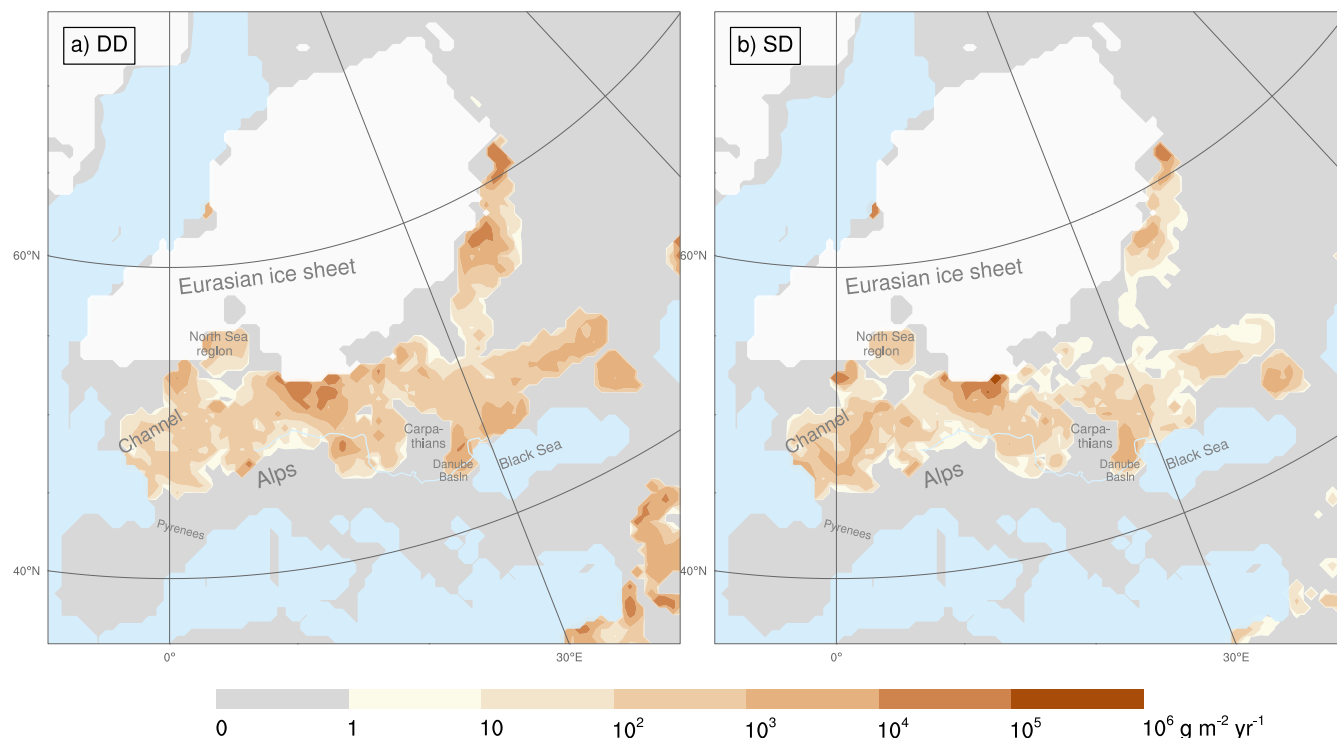 a) DD
60°N
40°N
Eurasian ice sheet
North Sea
region
Channel
Alps
Pyrenees
Carpa-
thians
Danube
Basin
Black Sea
0°
30°E
b) SD
60°N
40°N
Eurasian ice sheet
North Sea
region
Channel
Alps
Pyrenees
Carpa-
thians
Danube
Basin
Black Sea
0°
30°E
0 1 10 10² 10³ 10⁴ 10⁵ 10⁶ g m⁻² yr⁻¹